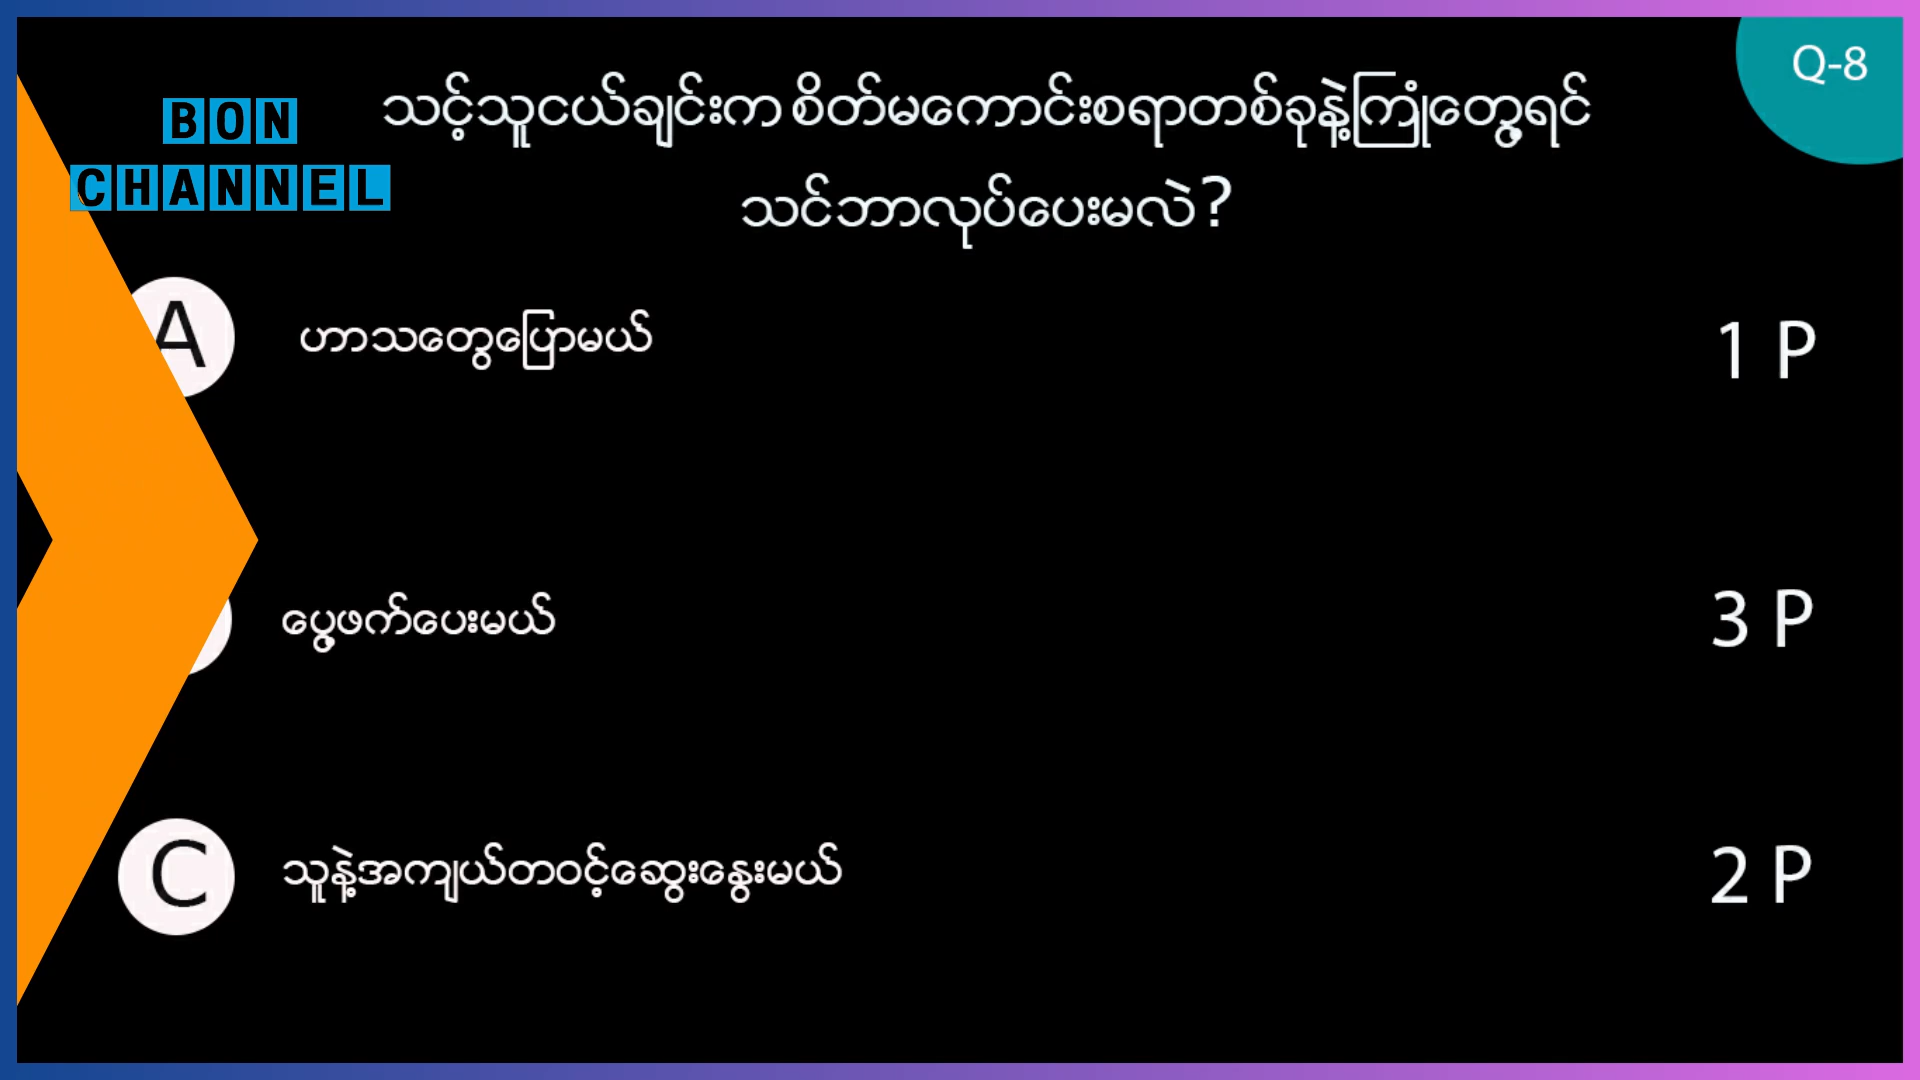 Q-8
BON
CHANNEL
သင့်သူငယ်ချင်းက စိတ်မကောင်းစရာတစ်ခုနဲ့ကြုံတွေ့ရင်
သင်ဘာလုပ်ပေးမလဲ?
A ဟာသတွေပြောမယ် 1 P
ပွေ့ဖက်ပေးမယ် 3 P
C သူနဲ့အကျယ်တဝင့်ဆွေးနွေးမယ် 2 P